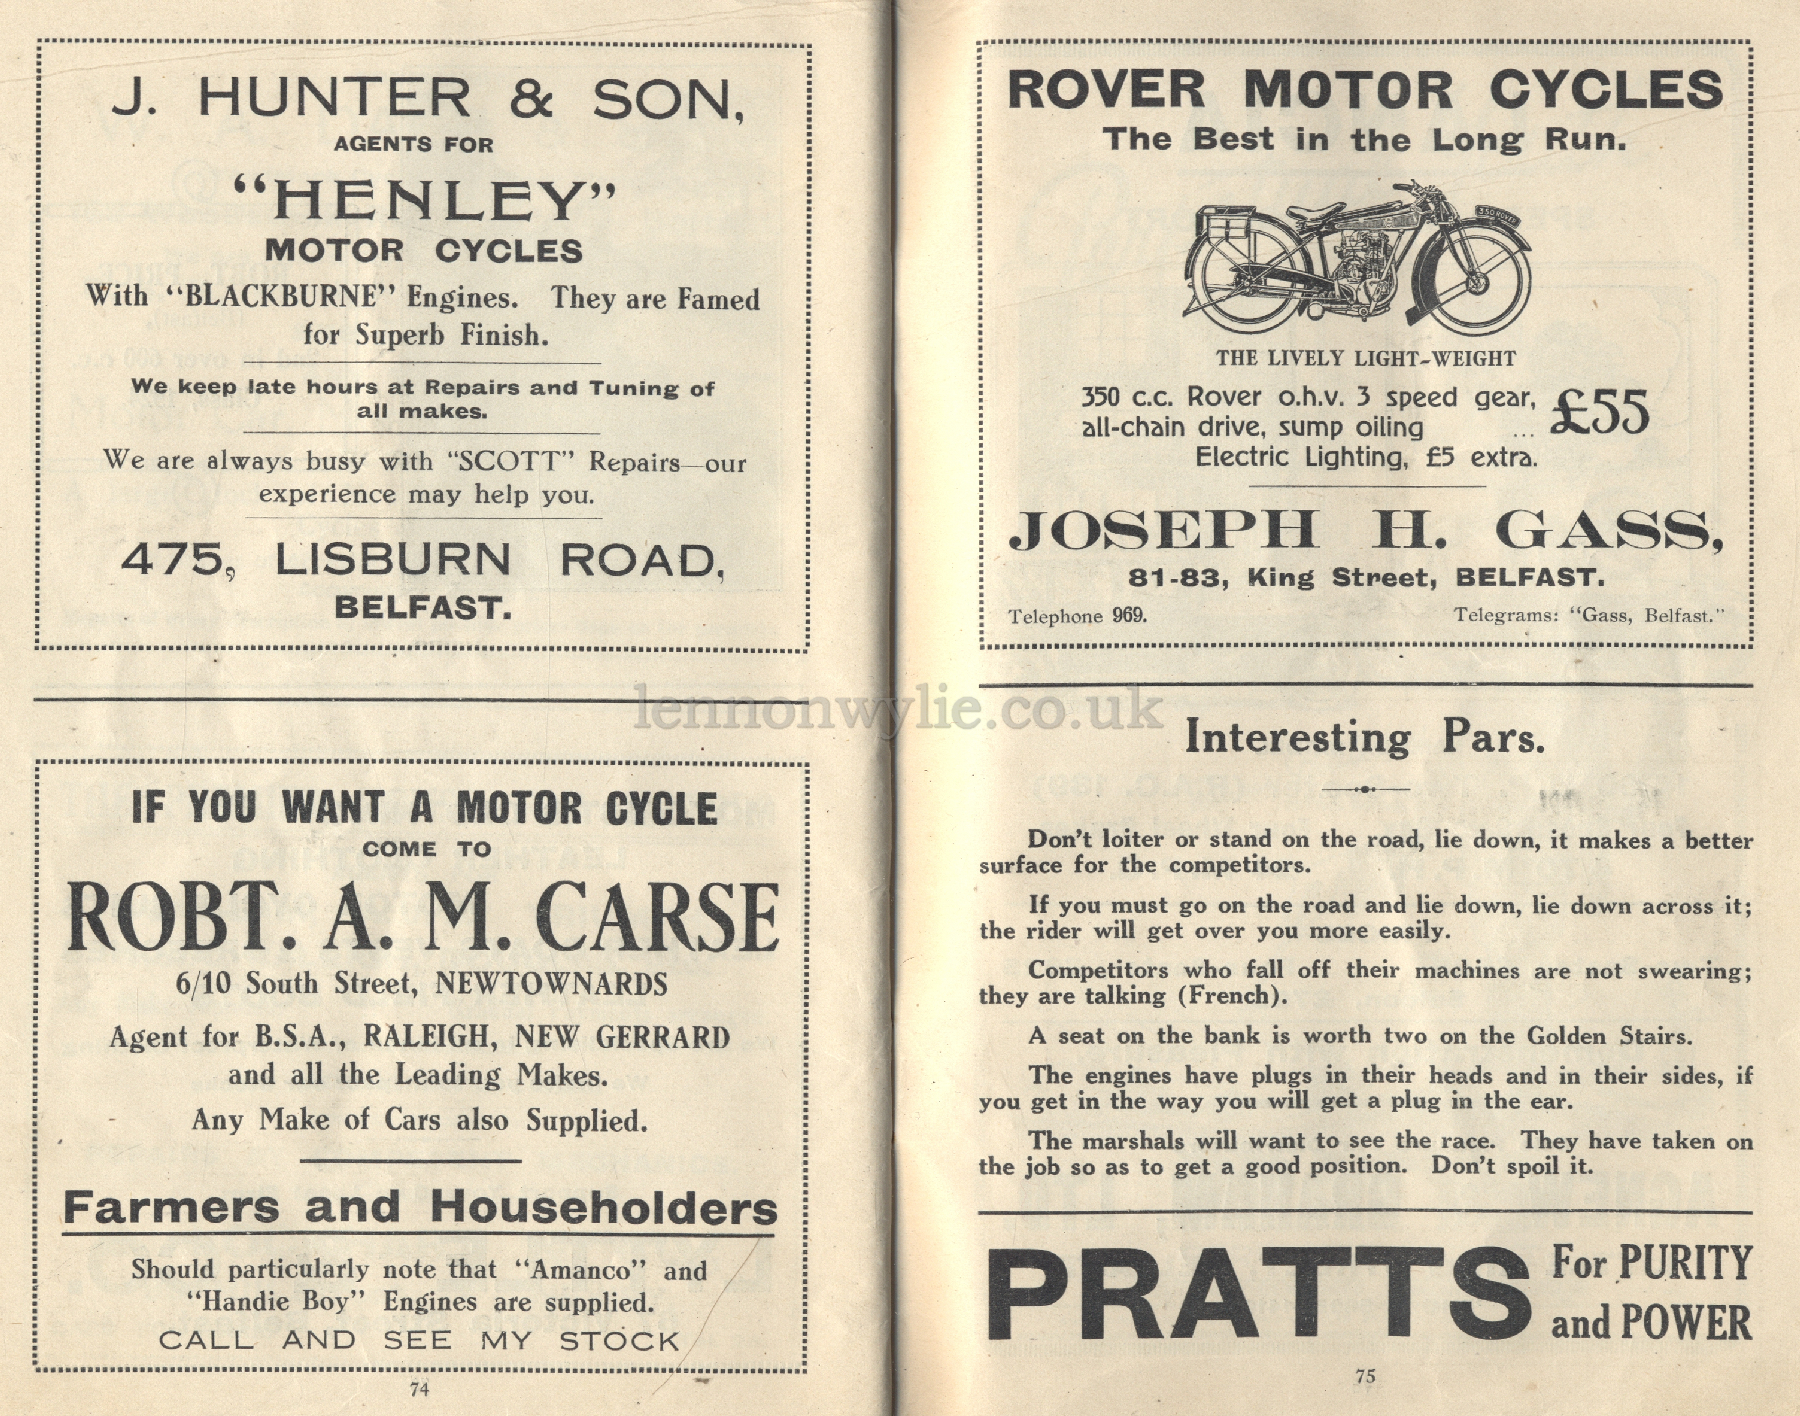 J. HUNTER & SON,
AGENTS FOR
"HENLEY"
MOTOR CYCLES
With "BLACKBURNE" Engines. They are Famed
for Superb Finish.
We keep late hours at Repairs and Tuning of
all makes.
We are always busy with "SCOTT" Repairs—our
experience may help you.
475, LISBURN ROAD,
BELFAST.
IF YOU WANT A MOTOR CYCLE
COME TO
ROBT. A. M. CARSE
6/10 South Street, NEWTOWNARDS
Agent for B.S.A., RALEIGH, NEW GERRARD
and all the Leading Makes.
Any Make of Cars also Supplied.
Farmers and Householders
Should particularly note that "Amanco" and
"Handie Boy" Engines are supplied.
CALL AND SEE MY STOCK
74
ROVER MOTOR CYCLES
The Best in the Long Run.
350 ROVER
THE LIVELY LIGHT-WEIGHT
350 c.c. Rover o.h.v. 3 speed gear,
all-chain drive, sump oiling ... £55
Electric Lighting, £5 extra.
JOSEPH H. GASS,
81-83, King Street, BELFAST.
Telephone 969. Telegrams: "Gass, Belfast."
lennonwylie.co.uk
Interesting Pars.
Don't loiter or stand on the road, lie down, it makes a better
surface for the competitors.
If you must go on the road and lie down, lie down across it;
the rider will get over you more easily.
Competitors who fall off their machines are not swearing;
they are talking (French).
A seat on the bank is worth two on the Golden Stairs.
The engines have plugs in their heads and in their sides, if
you get in the way you will get a plug in the ear.
The marshals will want to see the race. They have taken on
the job so as to get a good position. Don't spoil it.
PRATTS For PURITY
and POWER
75